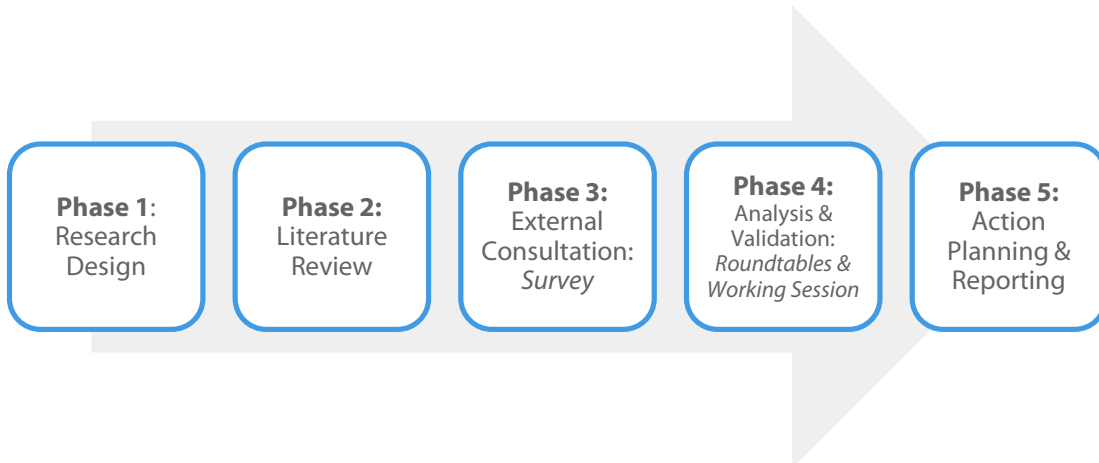 Phase 1:
Research
Design
Phase 2:
Literature
Review
Phase 3:
External
Consultation:
Survey
Phase 4:
Analysis &
Validation:
Roundtables &
Working Session
Phase 5:
Action
Planning &
Reporting